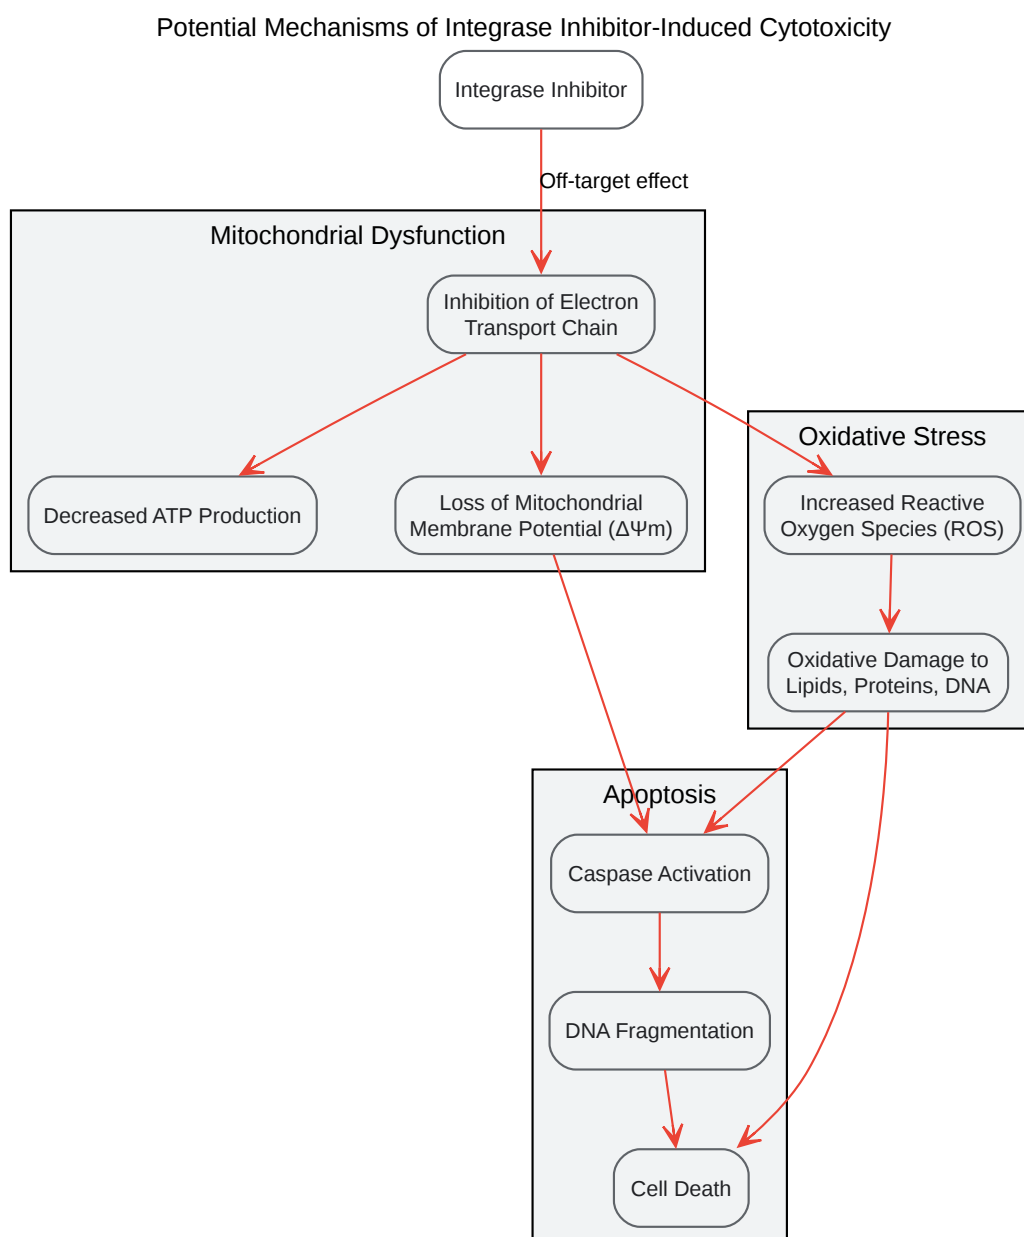 Potential Mechanisms of Integrase Inhibitor-Induced Cytotoxicity
Integrase Inhibitor
Off-target effect
Mitochondrial Dysfunction
Inhibition of Electron
Transport Chain
Decreased ATP Production
Loss of Mitochondrial
Membrane Potential (ΔΨm)
Oxidative Stress
Increased Reactive
Oxygen Species (ROS)
Oxidative Damage to
Lipids, Proteins, DNA
Apoptosis
Caspase Activation
DNA Fragmentation
Cell Death